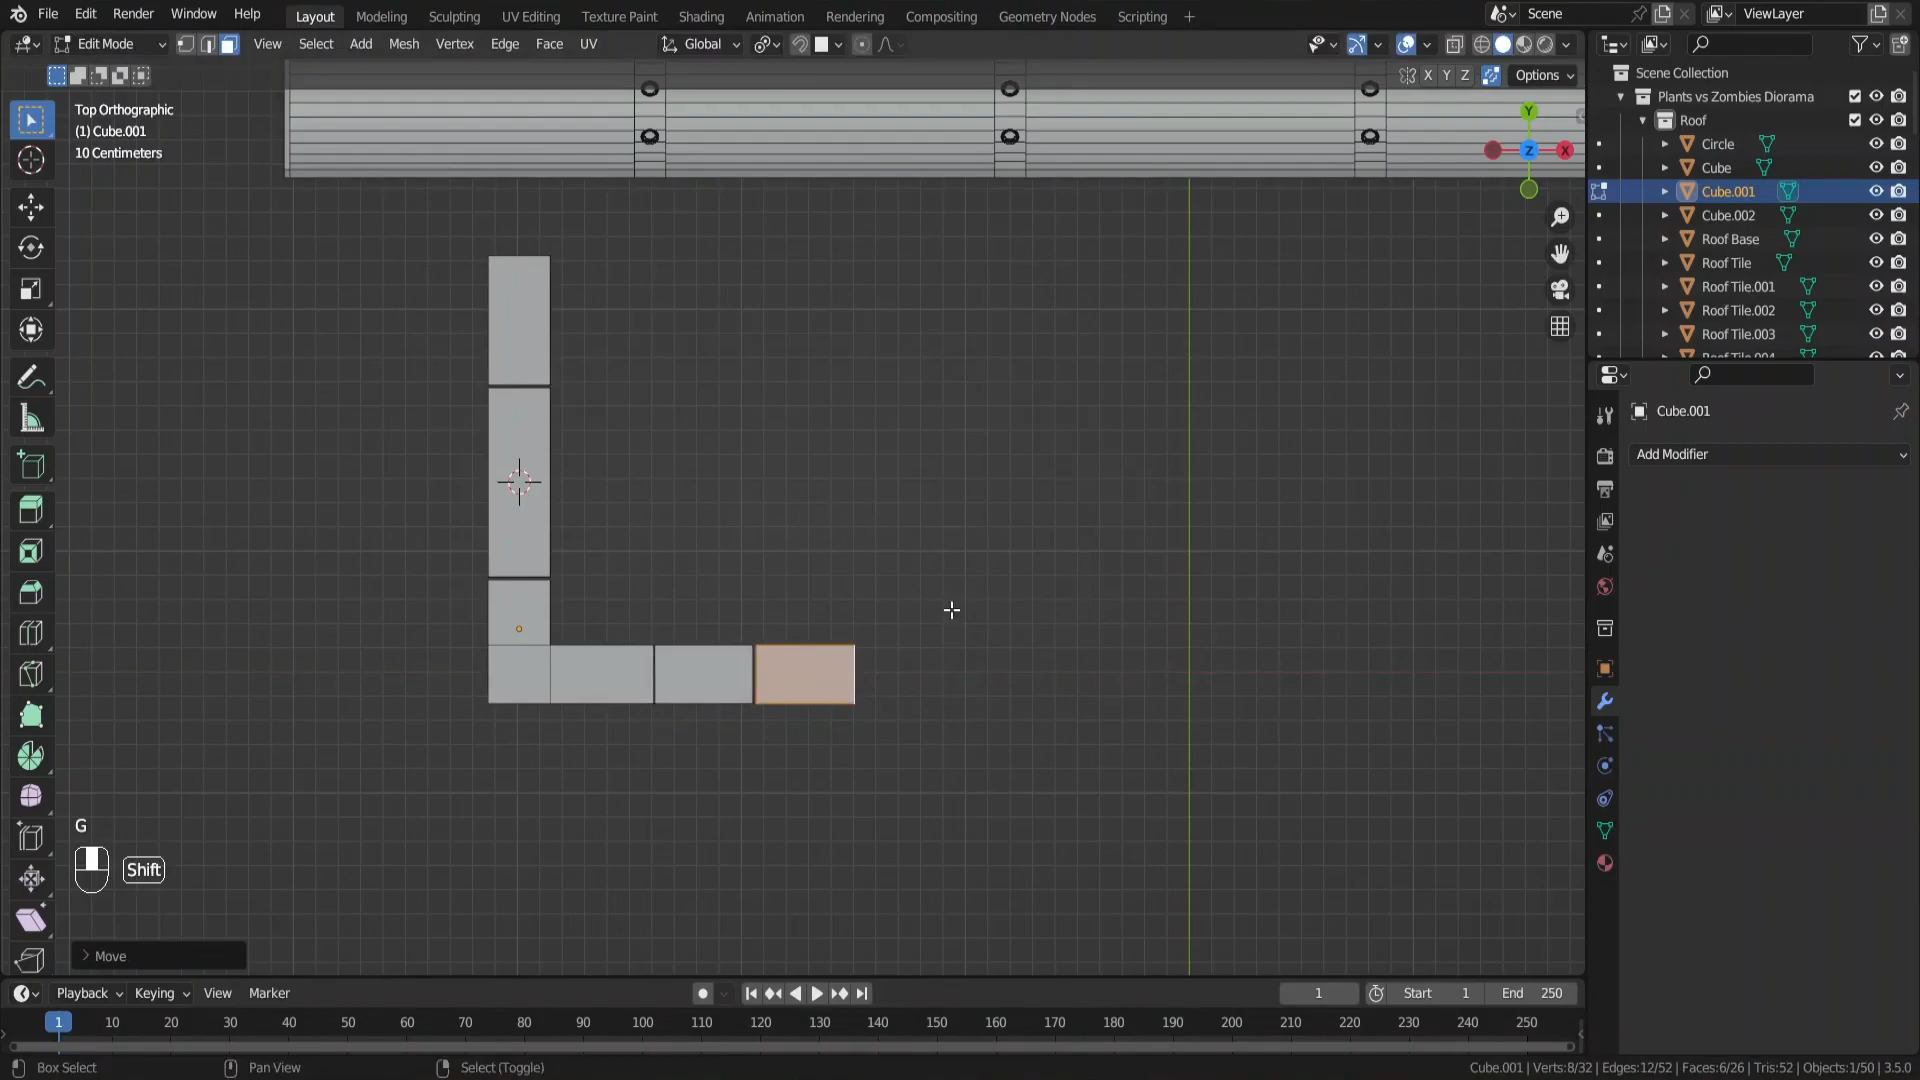 File Edit Render Window Help Layout Modeling Sculpting UV Editing Texture Paint Shading Animation Rendering Compositing Geometry Nodes Scripting + Scene ViewLayer
Edit Mode View Select Add Mesh Vertex Edge Face UV Global
X Y Z Options
Top Orthographic
(1) Cube.001
10 Centimeters
Y
Z
X
Scene Collection
Plants vs Zombies Diorama
Roof
Circle
Cube
Cube.001
Cube.002
Roof Base
Roof Tile
Roof Tile.001
Roof Tile.002
Roof Tile.003
Roof Tile.004
Cube.001
Add Modifier
G
Shift
Move
Playback Keying View Marker 1 Start 1 End 250
1 10 20 30 40 50 60 70 80 90 100 110 120 130 140 150 160 170 180 190 200 210 220 230 240 250
Box Select Pan View Select (Toggle) Cube.001 | Verts:8/32 | Edges:12/52 | Faces:6/26 | Tris:52 | Objects:1/50 | 3.5.0